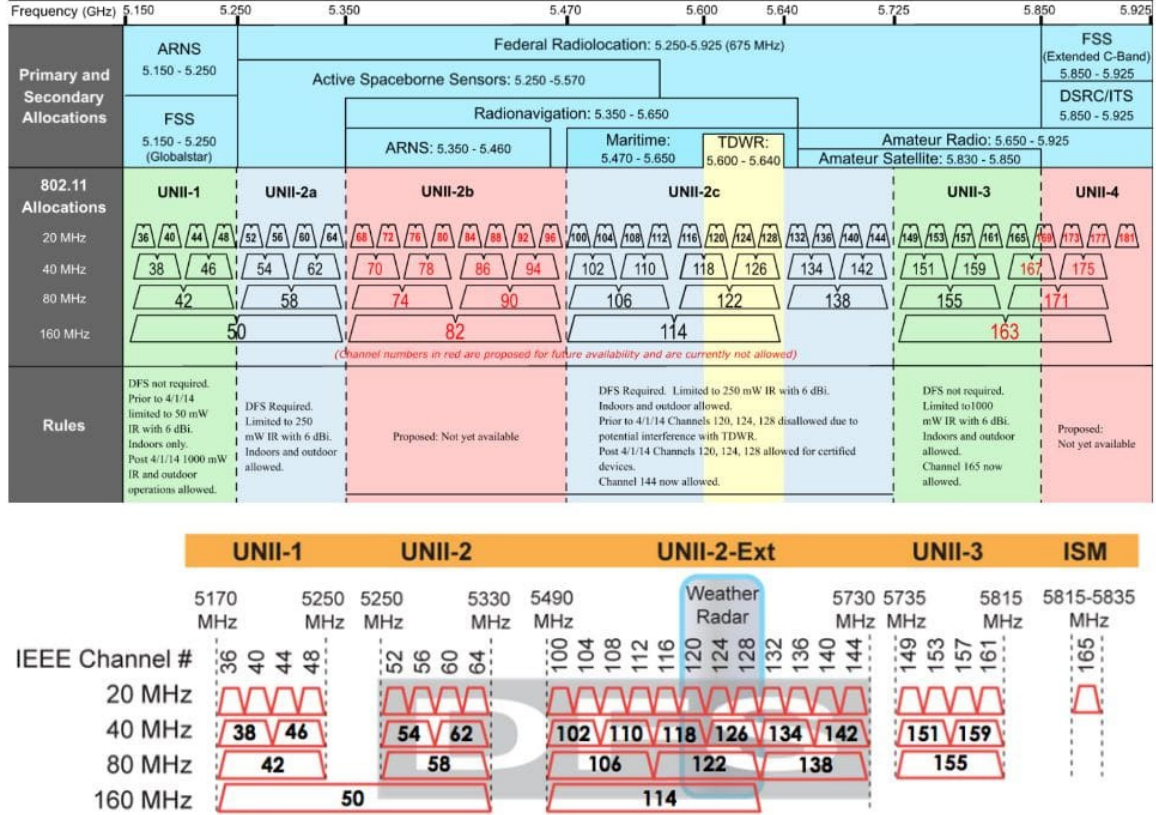 Frequency (GHz) 5.150 5.250 5.350 5.470 5.600 5.640 5.725 5.850 5.925
Primary and
Secondary
Allocations
ARNS
5.150 - 5.250
FSS
5.150 - 5.250
(Globalstar)
Federal Radiolocation: 5.250-5.925 (675 MHz)
Active Spaceborne Sensors: 5.250 -5.570
Radionavigation: 5.350 - 5.650
ARNS: 5.350 - 5.460
Maritime:
5.470 - 5.650
TDWR:
5.600 - 5.640
Amateur Radio: 5.650 - 5.925
Amateur Satellite: 5.830 - 5.850
FSS
(Extended C-Band)
5.850 - 5.925
DSRC/ITS
5.850 - 5.925
802.11
Allocations
UNII-1 UNII-2a UNII-2b UNII-2c UNII-3 UNII-4
20 MHz 36 40 44 48 52 56 60 64 68 72 76 80 84 88 92 96 100 104 108 112 116 120 124 128 132 136 140 144 149 153 157 161 165 169 173 177 181
40 MHz 38 46 54 62 70 78 86 94 102 110 118 126 134 142 151 159 167 175
80 MHz 42 58 74 90 106 122 138 155 171
160 MHz 50 82 114 163
(Channel numbers in red are proposed for future availability and are currently not allowed)
Rules
DFS not required.
Prior to 4/1/14
limited to 50 mW
IR with 6 dBi.
Indoors only.
Post 4/1/14 1000 mW
IR and outdoor
operations allowed.
DFS Required.
Limited to 250
mW IR with 6 dBi.
Indoors and outdoor
allowed.
Proposed: Not yet available
DFS Required. Limited to 250 mW IR with 6 dBi.
Indoors and outdoor allowed.
Prior to 4/1/14 Channels 120, 124, 128 disallowed due to
potential interference with TDWR.
Post 4/1/14 Channels 120, 124, 128 allowed for certified
devices.
Channel 144 now allowed.
DFS not required.
Limited to1000
mW IR with 6 dBi.
Indoors and outdoor
allowed.
Channel 165 now
allowed.
Proposed:
Not yet available
UNII-1 UNII-2 UNII-2-Ext UNII-3 ISM
5170 MHz 5250 MHz 5250 MHz 5330 MHz 5490 MHz Weather Radar 5730 MHz 5735 MHz 5815 MHz 5815-5835 MHz
IEEE Channel # 36 40 44 48 52 56 60 64 100 104 108 112 116 120 124 128 132 136 140 144 149 153 157 161 165
20 MHz
DFS
40 MHz 38 46 54 62 102 110 118 126 134 142 151 159
80 MHz 42 58 106 122 138 155
160 MHz 50 114